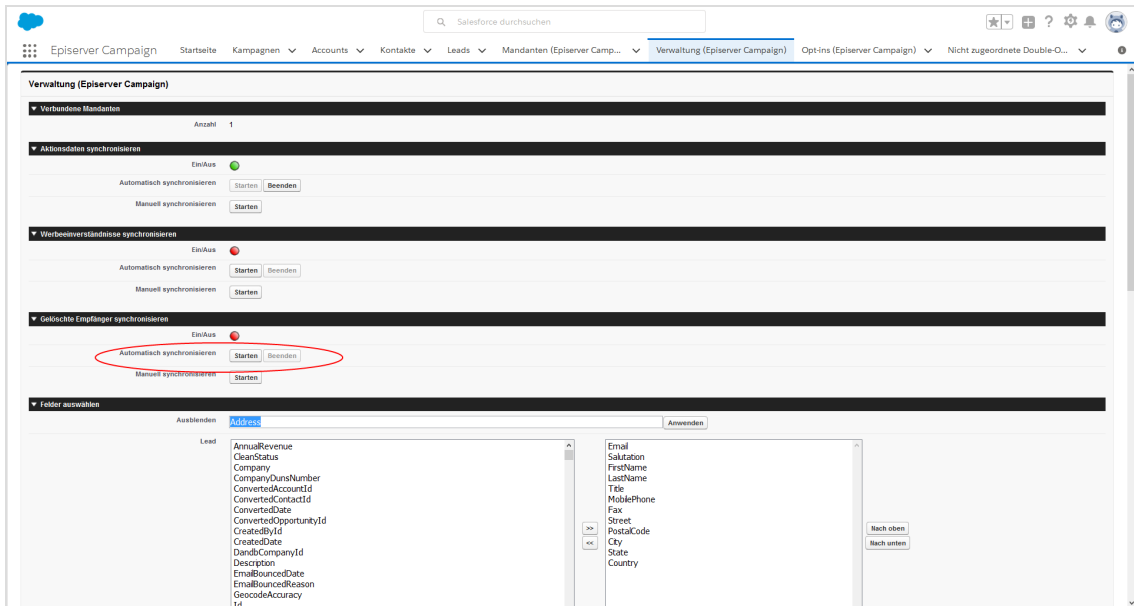 Salesforce durchsuchen
Episerver Campaign Startseite Kampagnen Accounts Kontakte Leads Mandanten (Episerver Camp... Verwaltung (Episerver Campaign) Opt-ins (Episerver Campaign) Nicht zugeordnete Double-O...
Verwaltung (Episerver Campaign)
Verbundene Mandanten
Anzahl 1
Aktionsdaten synchronisieren
Ein/Aus
Automatisch synchronisieren Starten Beenden
Manuell synchronisieren Starten
Werbeeinverständnisse synchronisieren
Ein/Aus
Automatisch synchronisieren Starten Beenden
Manuell synchronisieren Starten
Gelöschte Empfänger synchronisieren
Ein/Aus
Automatisch synchronisieren Starten Beenden
Manuell synchronisieren Starten
Felder auswählen
Ausblenden Address Anwenden
Lead
AnnualRevenue
CleanStatus
Company
CompanyDunsNumber
ConvertedAccountId
ConvertedContactId
ConvertedDate
ConvertedOpportunityId
CreatedById
CreatedDate
DandbCompanyId
Description
EmailBouncedDate
EmailBouncedReason
GeocodeAccuracy
Id
>>
<<
Email
Salutation
FirstName
LastName
Title
MobilePhone
Fax
Street
PostalCode
City
State
Country
Nach oben
Nach unten